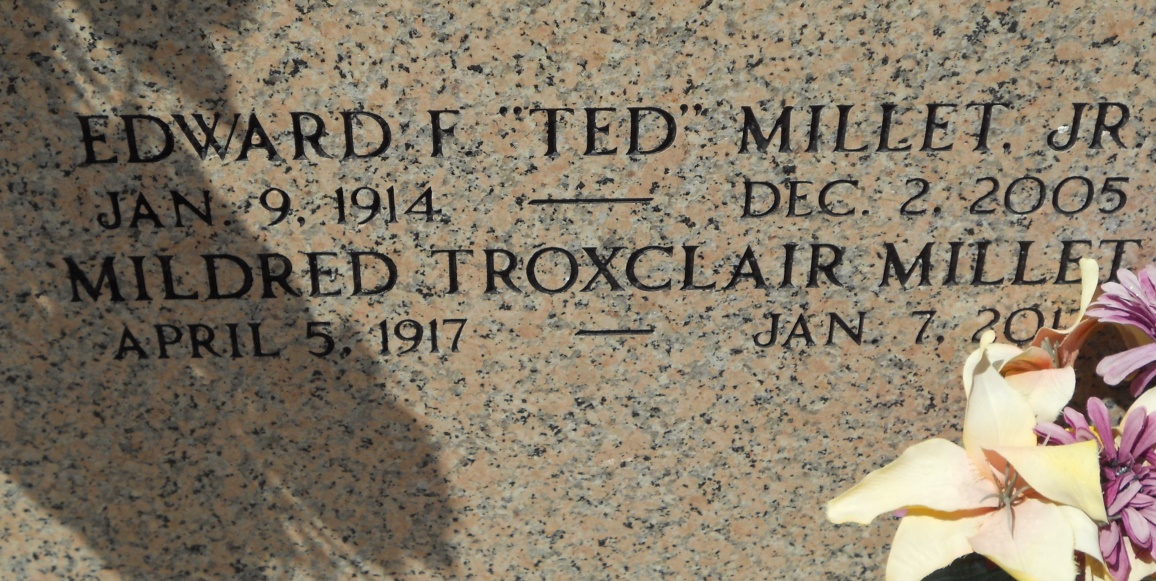 EDWARD F "TED" MILLET, JR.
JAN. 9, 1914 — DEC. 2, 2005
MILDRED TROXCLAIR MILLET
APRIL 5, 1917 — JAN. 7,